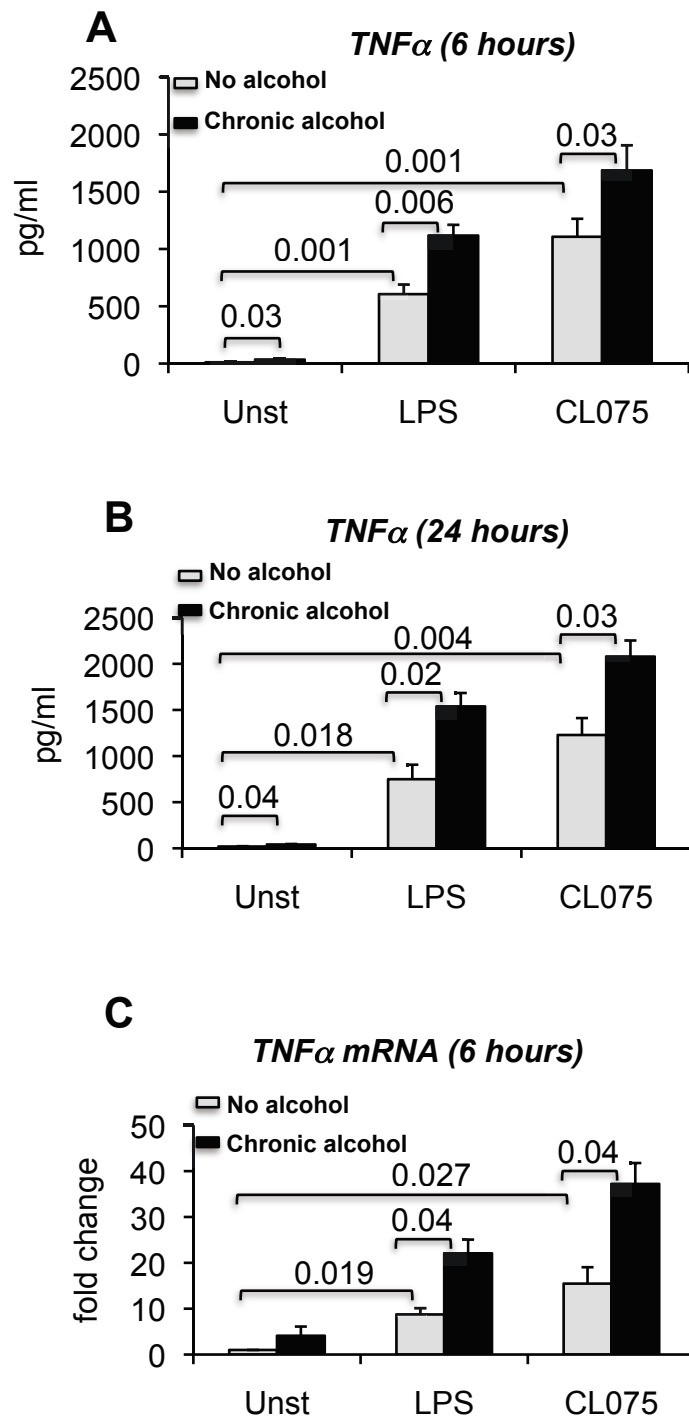 A
TNFα (6 hours)
2500
2000
1500
1000
500
0
pg/ml
No alcohol
Chronic alcohol
0.03
0.001
0.006
0.001
0.03
Unst LPS CL075
B
TNFα (24 hours)
No alcohol
Chronic alcohol
2500
2000
1500
1000
500
0
pg/ml
0.03
0.004
0.02
0.018
0.04
Unst LPS CL075
C
TNFα mRNA (6 hours)
No alcohol
Chronic alcohol
50
40
30
20
10
0
fold change
0.04
0.027
0.04
0.019
Unst LPS CL075